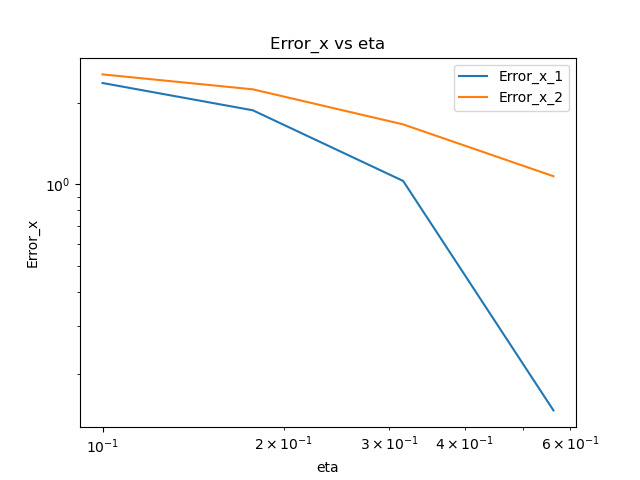 Error_x vs eta
Error_x_1
Error_x_2
10⁰
Error_x
10⁻¹
2 × 10⁻¹
3 × 10⁻¹
4 × 10⁻¹
6 × 10⁻¹
eta